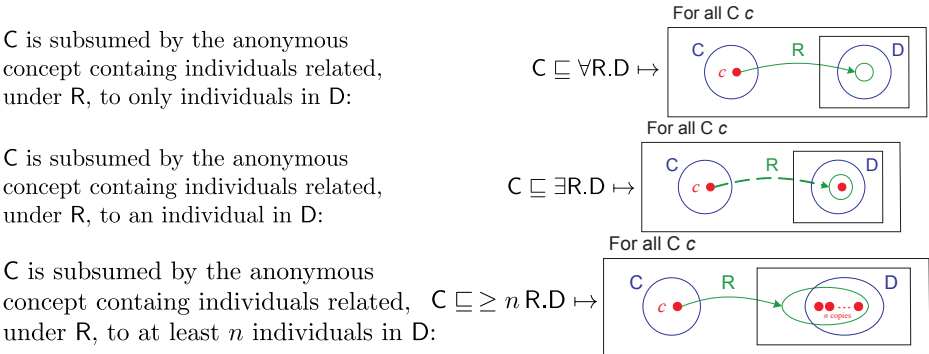 For all C c
C is subsumed by the anonymous
concept containg individuals related,
under R, to only individuals in D:
C ⊑ ∀R.D ↦
C R D
c
For all C c
C is subsumed by the anonymous
concept containg individuals related,
under R, to an individual in D:
C ⊑ ∃R.D ↦
C R D
c
For all C c
C is subsumed by the anonymous
concept containg individuals related,
under R, to at least n individuals in D:
C ⊑ ≥ n R.D ↦
C R D
c ...
n copies